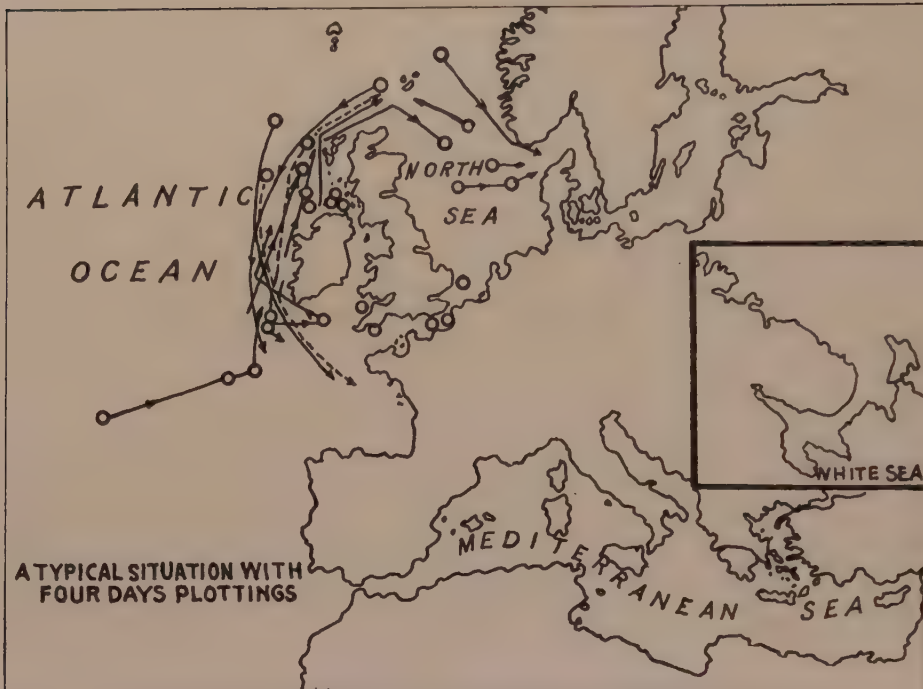 ATLANTIC
OCEAN
NORTH
SEA
WHITE SEA
MEDITERRANEAN SEA
A TYPICAL SITUATION WITH
FOUR DAYS PLOTTINGS